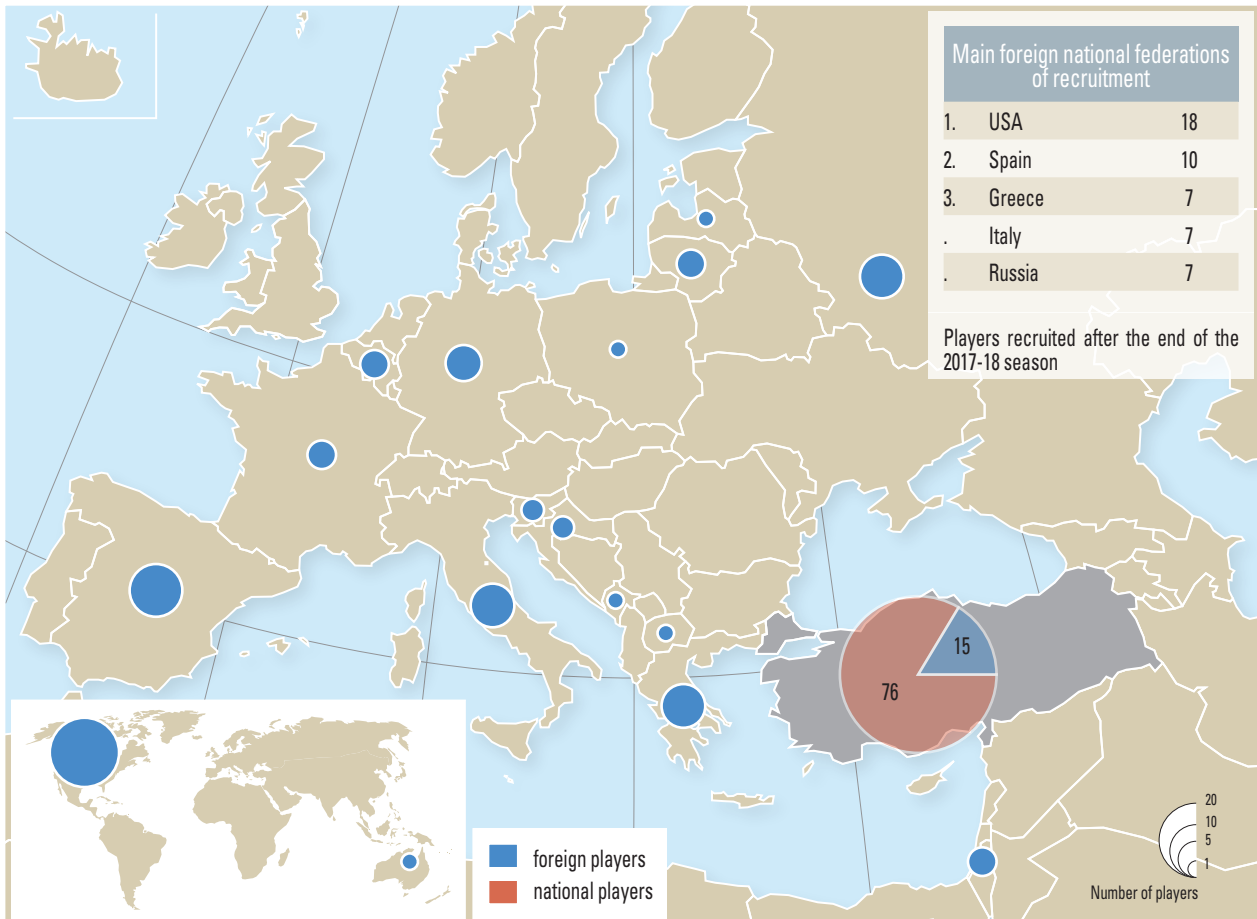 Main foreign national federations
of recruitment
1. USA 18
2. Spain 10
3. Greece 7
. Italy 7
. Russia 7
Players recruited after the end of the
2017-18 season
15
76
foreign players
national players
20
10
5
1
Number of players